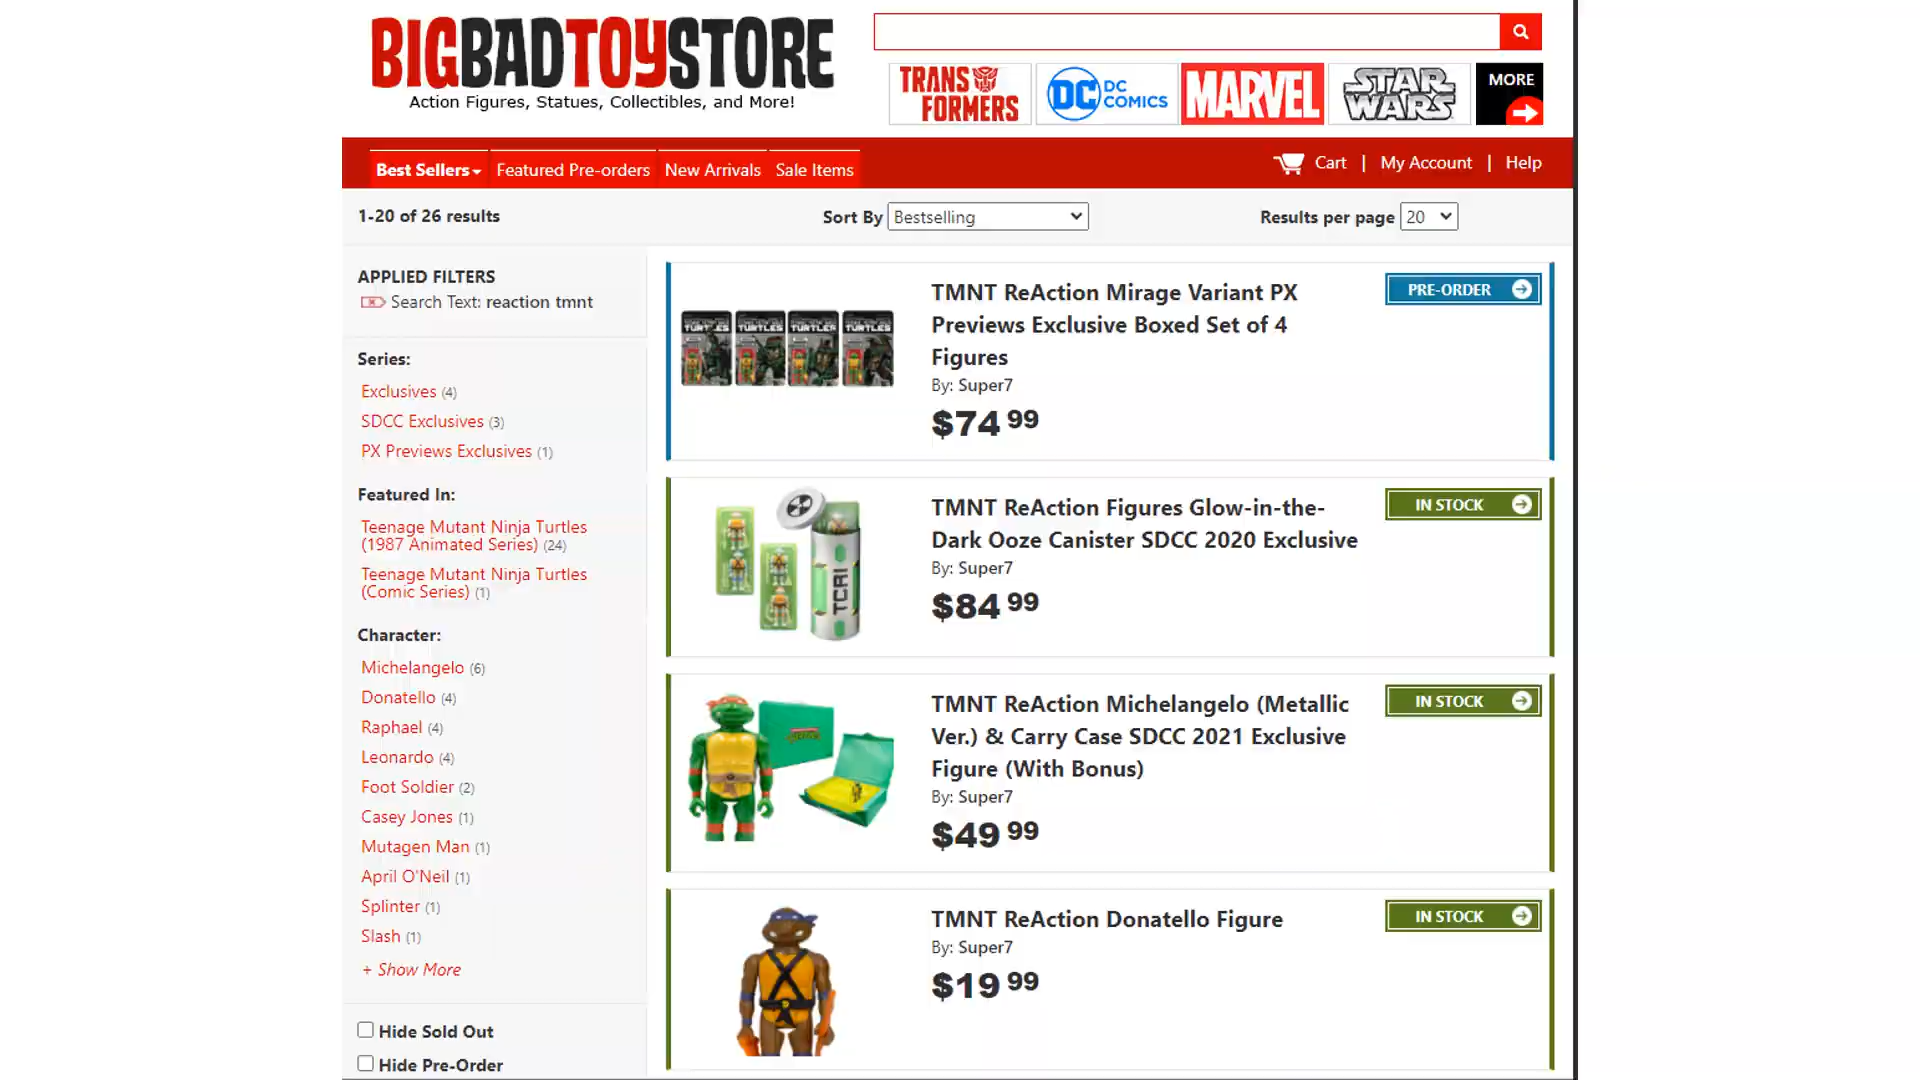 BIGBADTOYSTORE
Action Figures, Statues, Collectibles, and More!
TRANS
FORMERS
DC
DC
COMICS
MARVEL
STAR
WARS
MORE
Best Sellers
Featured Pre-orders
New Arrivals
Sale Items
Cart | My Account | Help
1-20 of 26 results
Sort By Bestselling
Results per page 20
APPLIED FILTERS
Search Text: reaction tmnt
Series:
Exclusives (4)
SDCC Exclusives (3)
PX Previews Exclusives (1)
Featured In:
Teenage Mutant Ninja Turtles
(1987 Animated Series) (24)
Teenage Mutant Ninja Turtles
(Comic Series) (1)
Character:
Michelangelo (6)
Donatello (4)
Raphael (4)
Leonardo (4)
Foot Soldier (2)
Casey Jones (1)
Mutagen Man (1)
April O'Neil (1)
Splinter (1)
Slash (1)
+ Show More
Hide Sold Out
Hide Pre-Order
TURTLES
TURTLES
TURTLES
TURTLES
TMNT ReAction Mirage Variant PX
Previews Exclusive Boxed Set of 4
Figures
By: Super7
$74 99
PRE-ORDER
TCRI
TMNT ReAction Figures Glow-in-the-
Dark Ooze Canister SDCC 2020 Exclusive
By: Super7
$84 99
IN STOCK
TMNT ReAction Michelangelo (Metallic
Ver.) & Carry Case SDCC 2021 Exclusive
Figure (With Bonus)
By: Super7
$49 99
IN STOCK
TMNT ReAction Donatello Figure
By: Super7
$19 99
IN STOCK